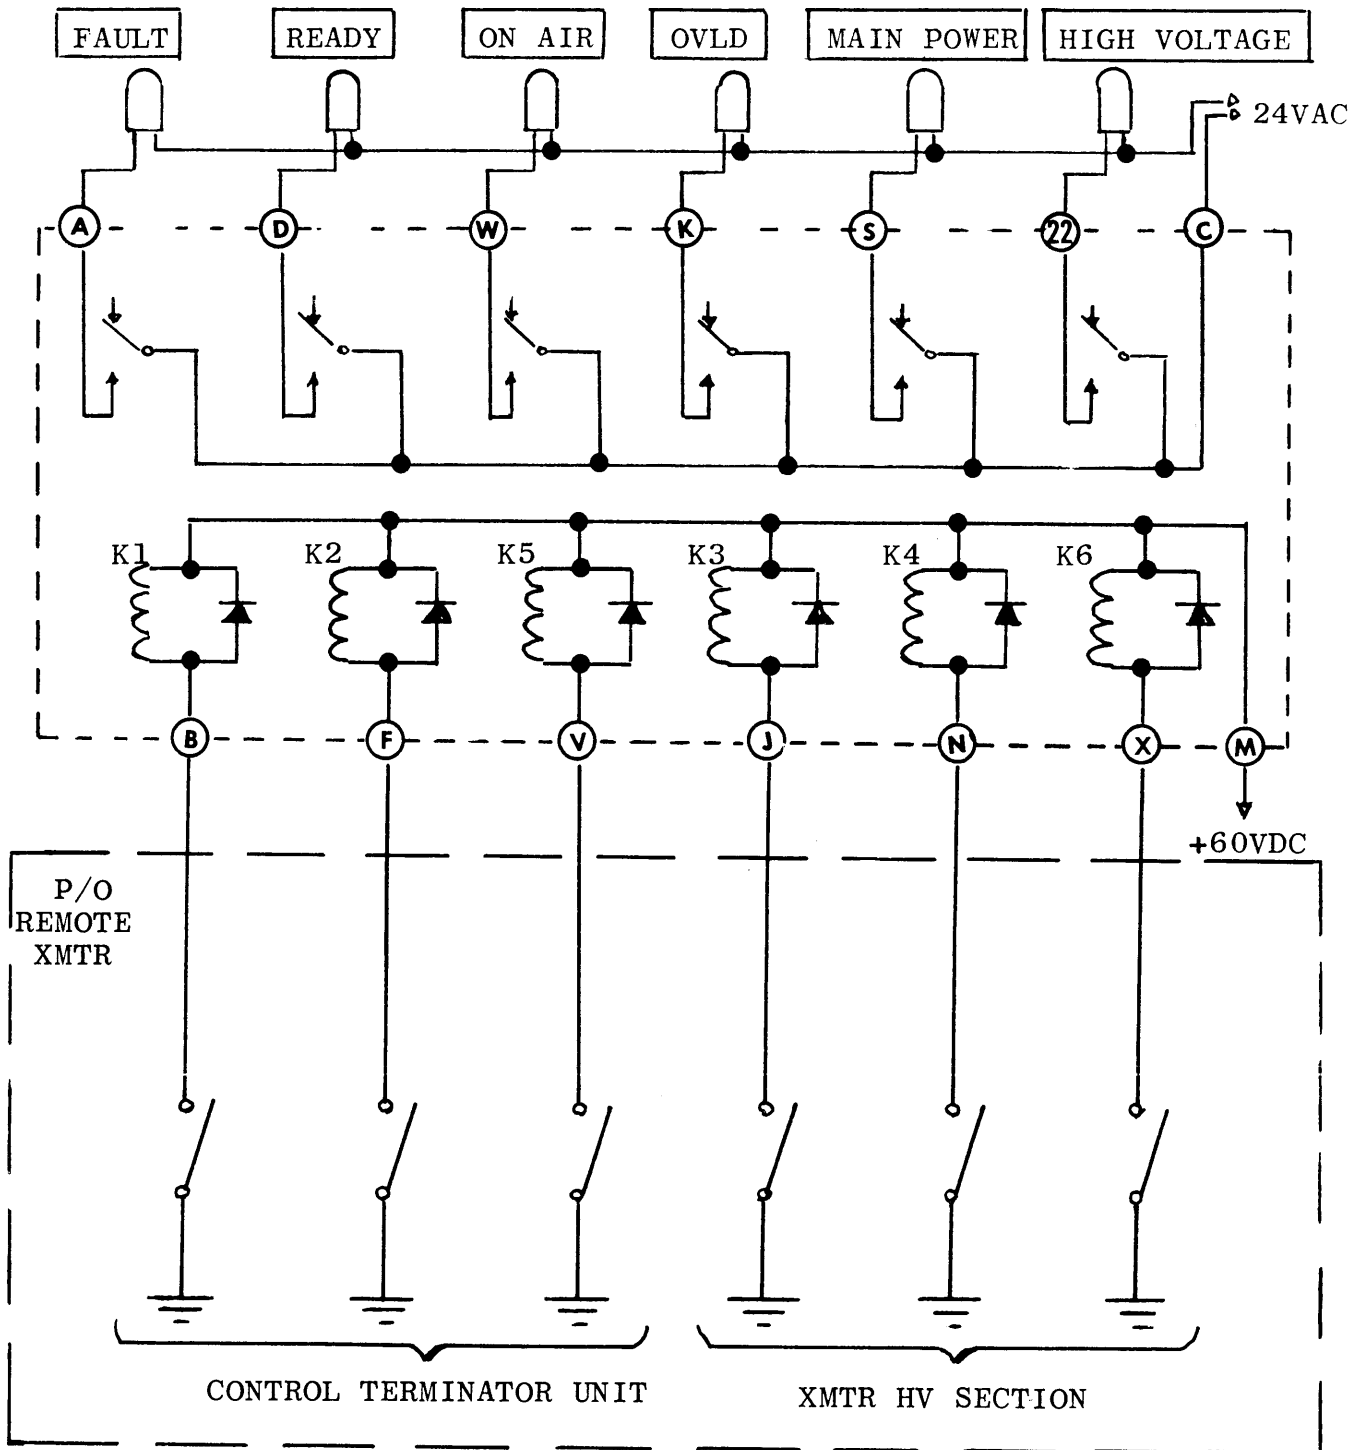 FAULT
READY
ON AIR
OVLD
MAIN POWER
HIGH VOLTAGE
24VAC
A
D
W
K
S
22
C
K1
K2
K5
K3
K4
K6
B
F
V
J
N
X
M
+60VDC
P/O
REMOTE
XMTR
CONTROL TERMINATOR UNIT
XMTR HV SECTION